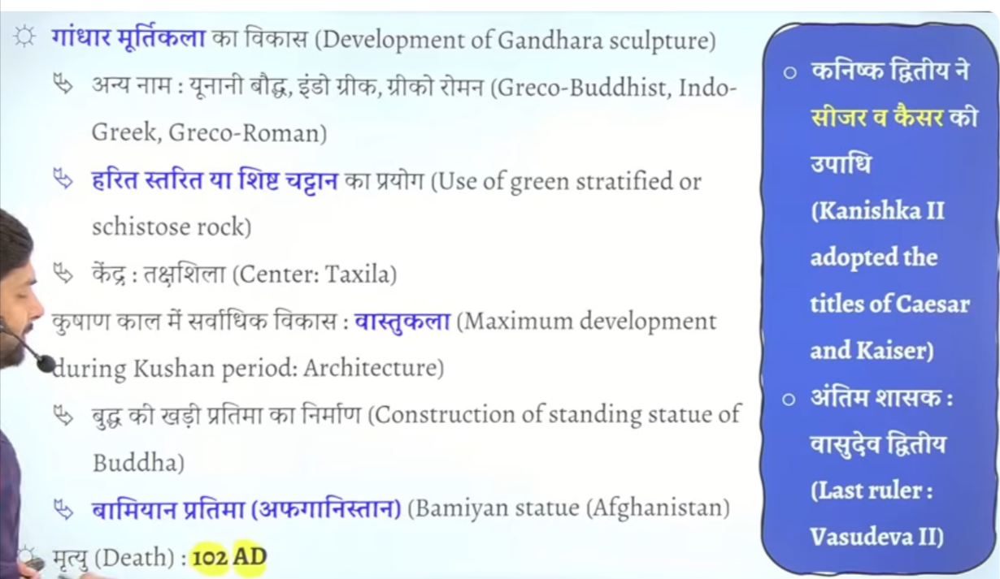 गांधार मूर्तिकला का विकास (Development of Gandhara sculpture)
अन्य नाम : यूनानी बौद्ध, इंडो ग्रीक, ग्रीको रोमन (Greco-Buddhist, Indo-
Greek, Greco-Roman)
हरित स्तरित या शिष्ट चट्टान का प्रयोग (Use of green stratified or
schistose rock)
केंद्र : तक्षशिला (Center: Taxila)
कुषाण काल में सर्वाधिक विकास : वास्तुकला (Maximum development
during Kushan period: Architecture)
बुद्ध की खड़ी प्रतिमा का निर्माण (Construction of standing statue of
Buddha)
बामियान प्रतिमा (अफगानिस्तान) (Bamiyan statue (Afghanistan)
मृत्यु (Death) : 102 AD
कनिष्क द्वितीय ने
सीजर व कैसर की
उपाधि
(Kanishka II
adopted the
titles of Caesar
and Kaiser)
अंतिम शासक :
वासुदेव द्वितीय
(Last ruler :
Vasudeva II)